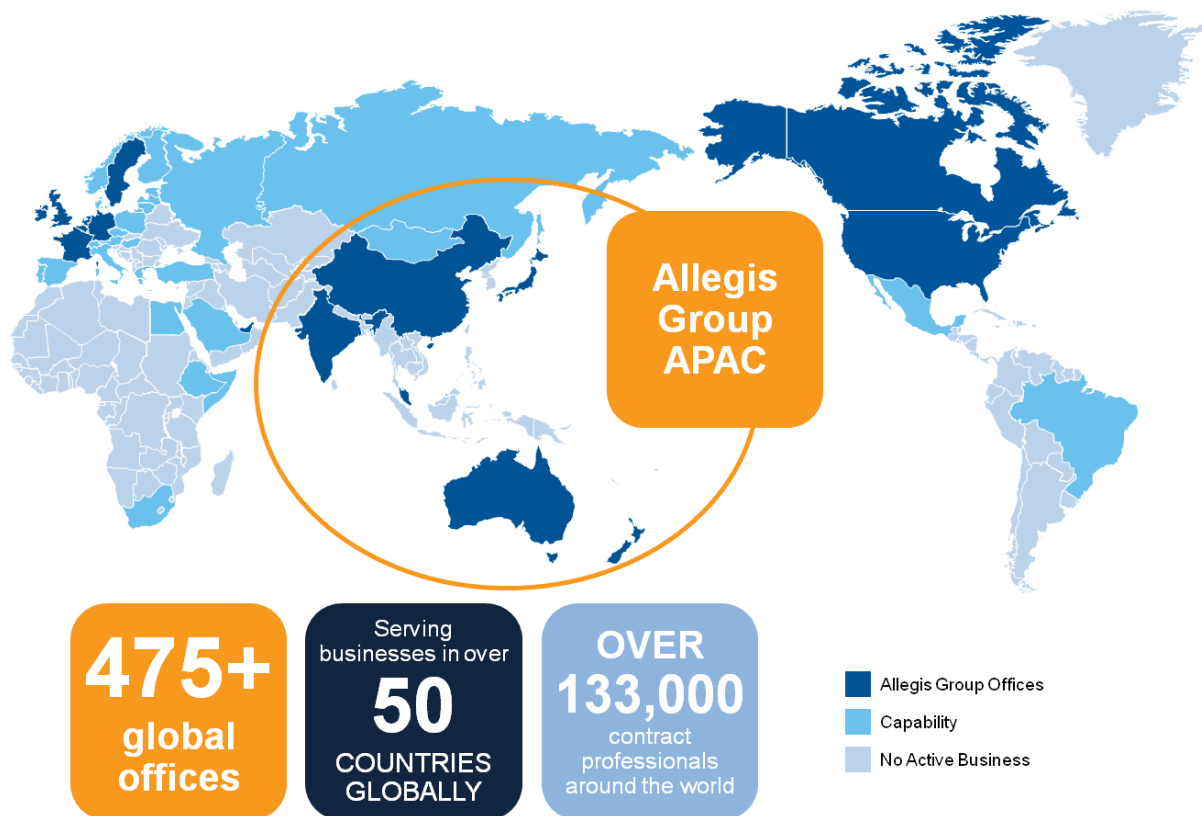 Allegis
Group
APAC
475+
global
offices
Serving
businesses in over
50
COUNTRIES
GLOBALLY
OVER
133,000
contract
professionals
around the world
Allegis Group Offices
Capability
No Active Business